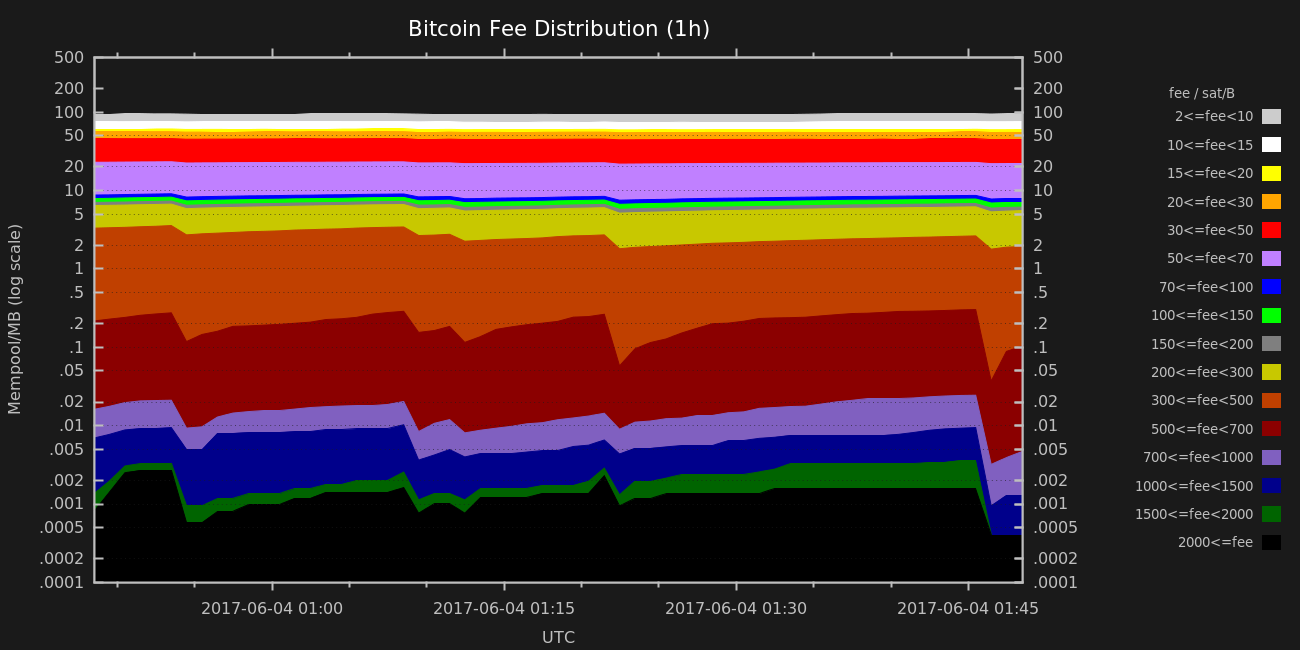 Bitcoin Fee Distribution (1h)
500 500
200 200
100 100
50 50
20 20
10 10
5 5
2 2
1 1
.5 .5
.2 .2
.1 .1
.05 .05
.02 .02
.01 .01
.005 .005
.002 .002
.001 .001
.0005 .0005
.0002 .0002
.0001 .0001
Mempool/MB (log scale)
2017-06-04 01:00 2017-06-04 01:15 2017-06-04 01:30 2017-06-04 01:45
UTC
fee / sat/B
2<=fee<10
10<=fee<15
15<=fee<20
20<=fee<30
30<=fee<50
50<=fee<70
70<=fee<100
100<=fee<150
150<=fee<200
200<=fee<300
300<=fee<500
500<=fee<700
700<=fee<1000
1000<=fee<1500
1500<=fee<2000
2000<=fee